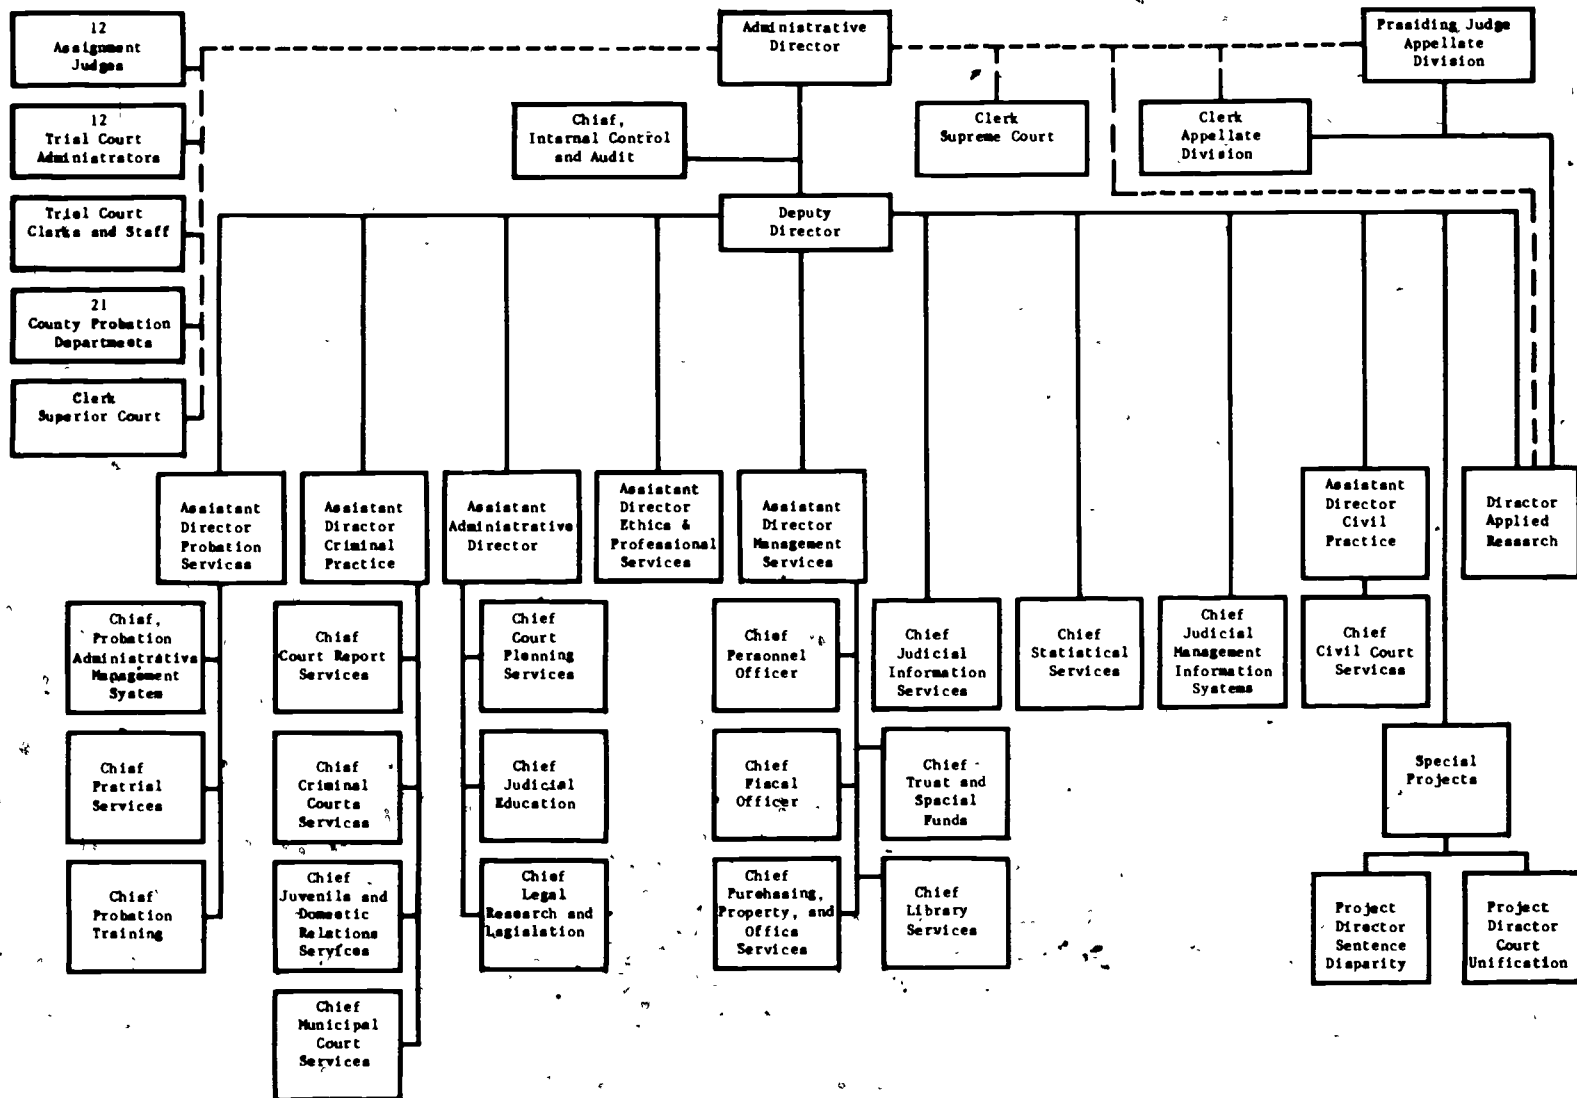 12
Assignment
Judges
Administrative
Director
Presiding Judge
Appellate
Division
12
Trial Court
Administrators
Chief,
Internal Control
and Audit
Clerk
Supreme Court
Clerk
Appellate
Division
Trial Court
Clerks and Staff
Deputy
Director
21
County Probation
Departments
Clerk
Superior Court
Assistant
Director
Probation
Services
Assistant
Director
Criminal
Practice
Assistant
Administrative
Director
Assistant
Director
Ethics &
Professional
Services
Assistant
Director
Management
Services
Assistant
Director
Civil
Practice
Director
Applied
Research
Chief,
Probation
Administrative
Management
System
Chief
Court Report
Services
Chief
Court
Planning
Services
Chief
Personnel
Officer
Chief
Judicial
Information
Services
Chief
Statistical
Services
Chief
Judicial
Management
Information
Systems
Chief
Civil Court
Services
Chief
Pretrial
Services
Chief
Criminal
Courts
Services
Chief
Judicial
Education
Chief
Fiscal
Officer
Chief
Trust and
Special
Funds
Special
Projects
Chief
Probation
Training
Chief
Juvenile and
Domestic
Relations
Services
Chief
Legal
Research and
Legislation
Chief
Purchasing,
Property, and
Office
Services
Chief
Library
Services
Project
Director
Sentence
Disparity
Project
Director
Court
Unification
Chief
Municipal
Court
Services